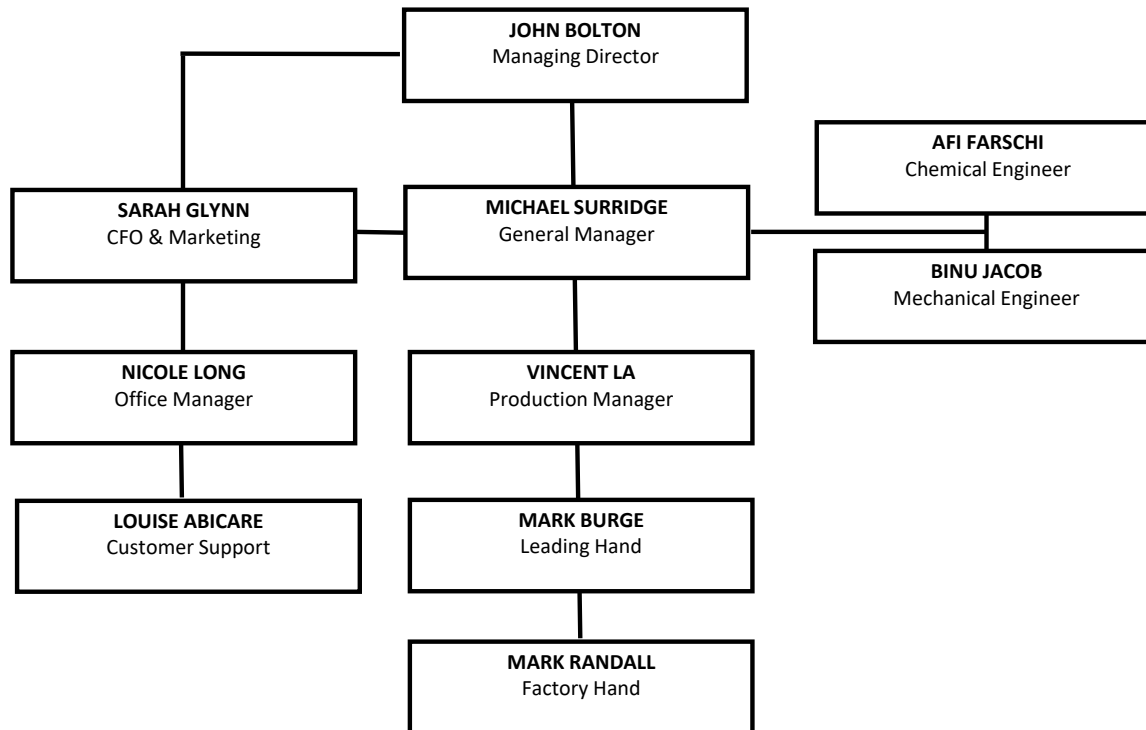 JOHN BOLTON
Managing Director
AFI FARSCHI
Chemical Engineer
SARAH GLYNN
CFO & Marketing
MICHAEL SURRIDGE
General Manager
BINU JACOB
Mechanical Engineer
NICOLE LONG
Office Manager
VINCENT LA
Production Manager
LOUISE ABICARE
Customer Support
MARK BURGE
Leading Hand
MARK RANDALL
Factory Hand